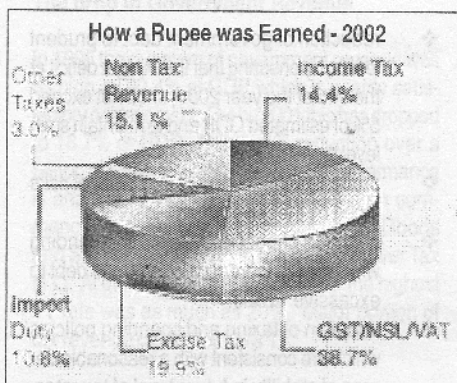 How a Rupee was Earned - 2002
Other
Taxes
3.0%
Non Tax
Revenue
15.1 %
Income Tax
14.4%
Import
Duty
10.8%
Excise Tax
GST/NSL/VAT
38.7%